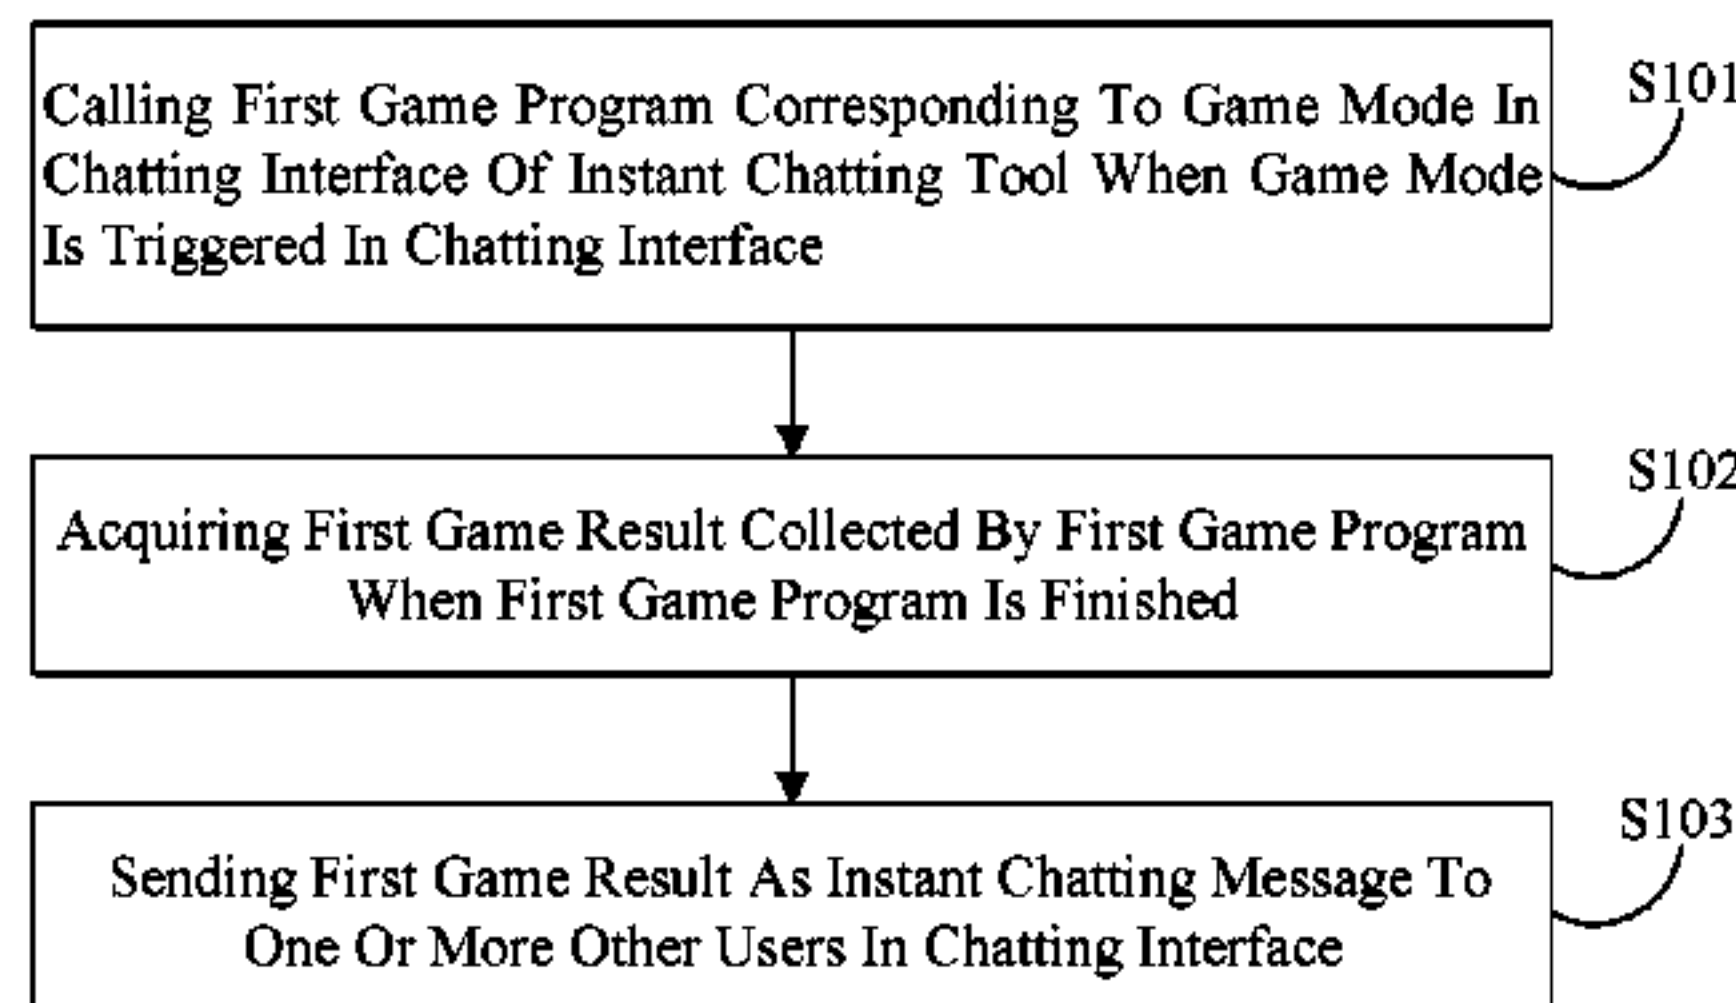 Calling First Game Program Corresponding To Game Mode In
Chatting Interface Of Instant Chatting Tool When Game Mode
Is Triggered In Chatting Interface
S101
Acquiring First Game Result Collected By First Game Program
When First Game Program Is Finished
S102
Sending First Game Result As Instant Chatting Message To
One Or More Other Users In Chatting Interface
S103